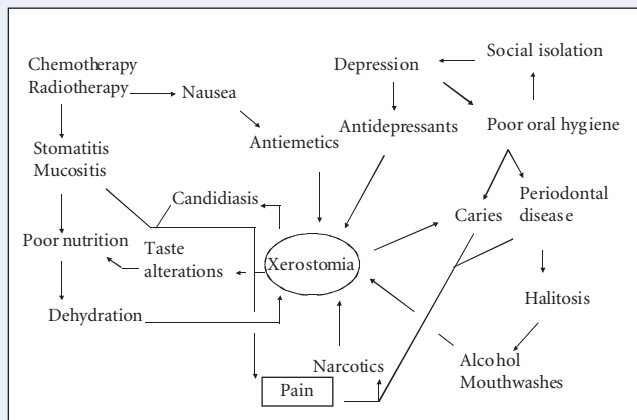 Chemotherapy
Radiotherapy
Nausea
Depression
Social isolation
Antiemetics
Antidepressants
Poor oral hygiene
Stomatitis
Mucositis
Candidiasis
Caries
Periodontal
disease
Poor nutrition
Taste
alterations
Xerostomia
Dehydration
Halitosis
Narcotics
Pain
Alcohol
Mouthwashes